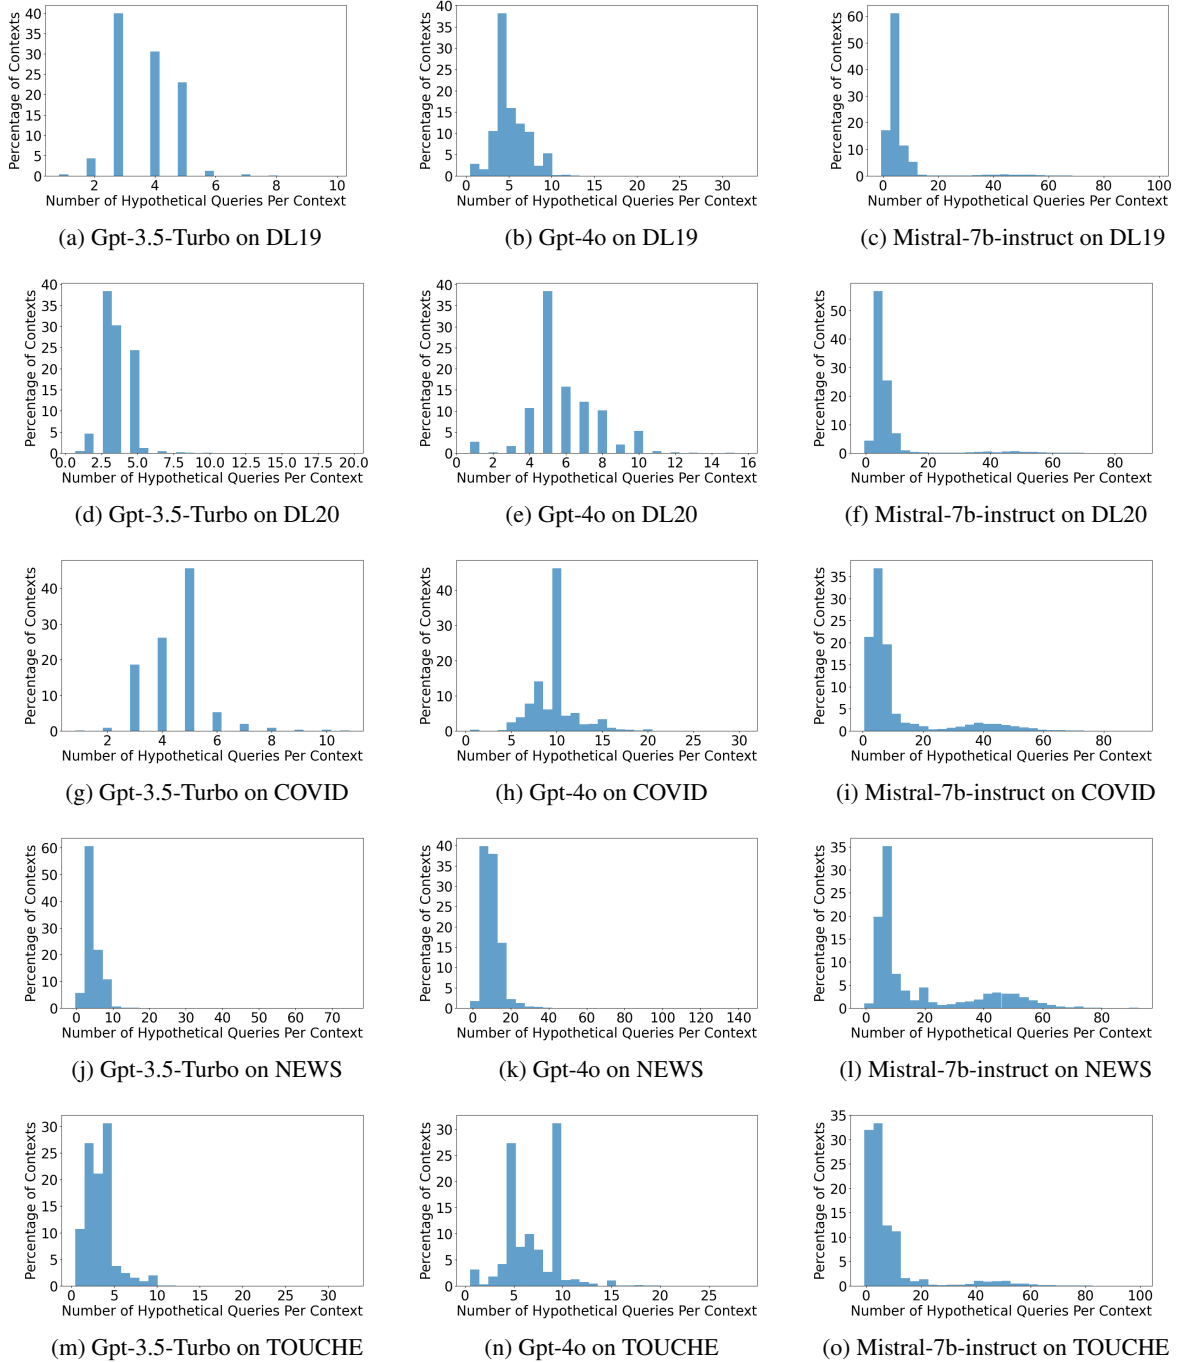 40
35
30
25
20
15
10
5
0
Percentage of Contexts
2 4 6 8 10
Number of Hypothetical Queries Per Context
(a) Gpt-3.5-Turbo on DL19
40
35
30
25
20
15
10
5
0
Percentage of Contexts
0 5 10 15 20 25 30
Number of Hypothetical Queries Per Context
(b) Gpt-4o on DL19
60
50
40
30
20
10
0
Percentage of Contexts
0 20 40 60 80 100
Number of Hypothetical Queries Per Context
(c) Mistral-7b-instruct on DL19
40
35
30
25
20
15
10
5
0
Percentage of Contexts
0.0 2.5 5.0 7.5 10.0 12.5 15.0 17.5 20.0
Number of Hypothetical Queries Per Context
(d) Gpt-3.5-Turbo on DL20
40
35
30
25
20
15
10
5
0
Percentage of Contexts
2 4 6 8 10 12 14 16
Number of Hypothetical Queries Per Context
(e) Gpt-4o on DL20
50
40
30
20
10
0
Percentage of Contexts
0 20 40 60 80
Number of Hypothetical Queries Per Context
(f) Mistral-7b-instruct on DL20
40
30
20
10
0
Percentage of Contexts
2 4 6 8 10
Number of Hypothetical Queries Per Context
(g) Gpt-3.5-Turbo on COVID
40
30
20
10
0
Percentage of Contexts
0 5 10 15 20 25 30
Number of Hypothetical Queries Per Context
(h) Gpt-4o on COVID
35
30
25
20
15
10
5
0
Percentage of Contexts
0 20 40 60 80
Number of Hypothetical Queries Per Context
(i) Mistral-7b-instruct on COVID
60
50
40
30
20
10
0
Percentage of Contexts
0 10 20 30 40 50 60 70
Number of Hypothetical Queries Per Context
(j) Gpt-3.5-Turbo on NEWS
40
35
30
25
20
15
10
5
0
Percentage of Contexts
0 20 40 60 80 100 120 140
Number of Hypothetical Queries Per Context
(k) Gpt-4o on NEWS
35
30
25
20
15
10
5
0
Percentage of Contexts
0 20 40 60 80
Number of Hypothetical Queries Per Context
(l) Mistral-7b-instruct on NEWS
30
25
20
15
10
5
0
Percentage of Contexts
0 5 10 15 20 25 30
Number of Hypothetical Queries Per Context
(m) Gpt-3.5-Turbo on TOUCHE
30
25
20
15
10
5
0
Percentage of Contexts
0 5 10 15 20 25
Number of Hypothetical Queries Per Context
(n) Gpt-4o on TOUCHE
35
30
25
20
15
10
5
0
Percentage of Contexts
0 20 40 60 80 100
Number of Hypothetical Queries Per Context
(o) Mistral-7b-instruct on TOUCHE